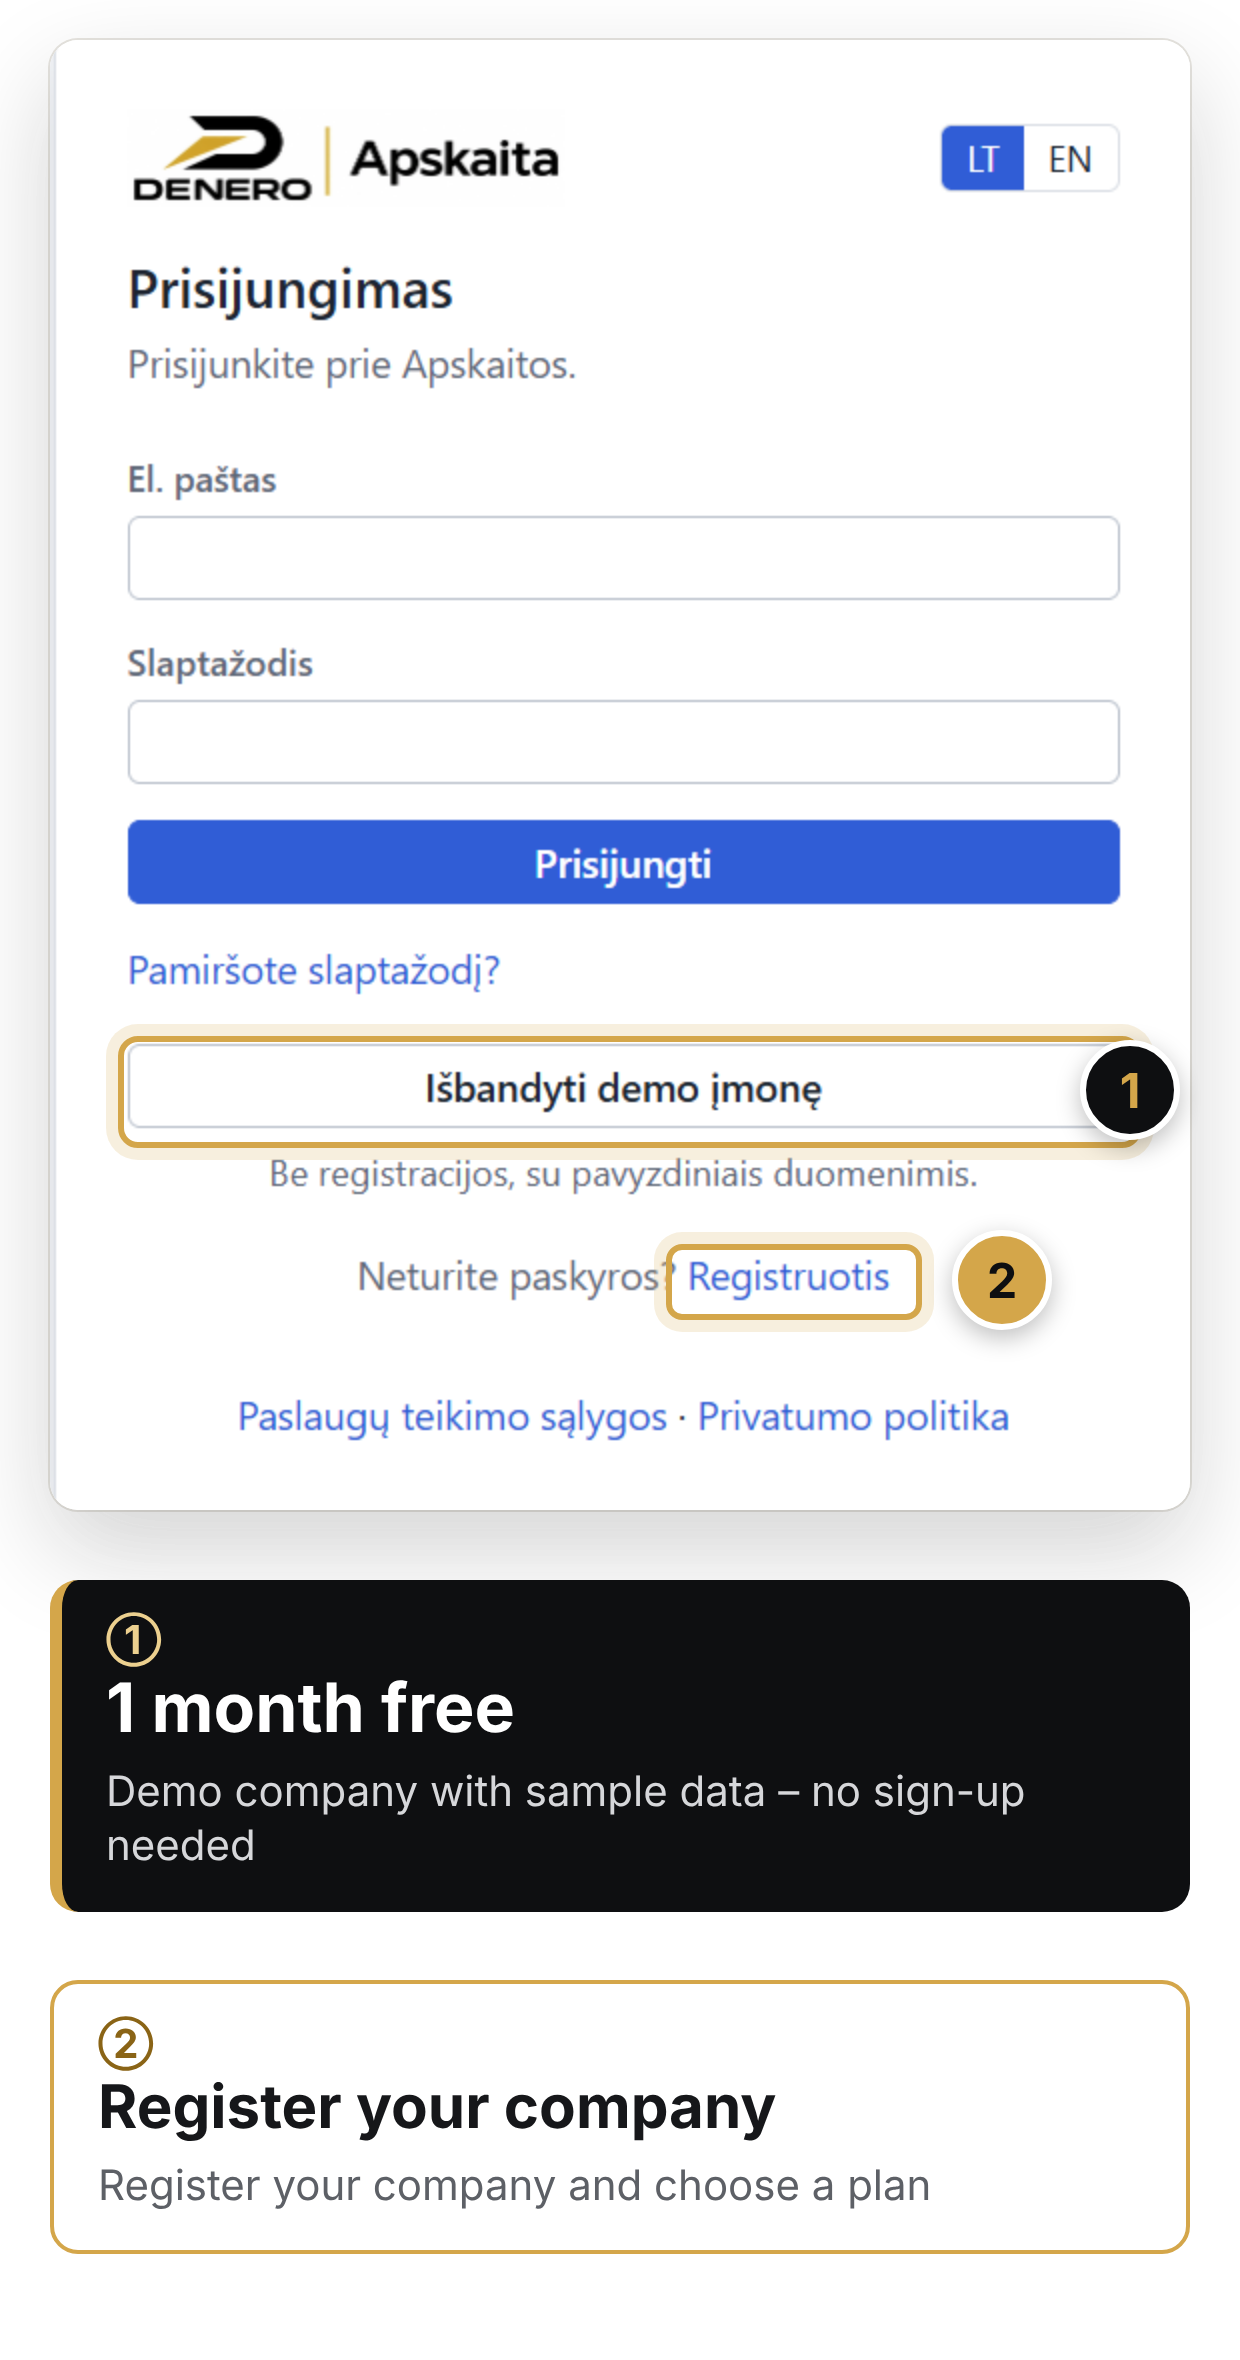 DENERO
Apskaita
LT EN
Prisijungimas
Prisijunkite prie Apskaitos.
El. paštas
Slaptažodis
Prisijungti
Pamiršote slaptažodį?
Išbandyti demo įmonę
1
Be registracijos, su pavyzdiniais duomenimis.
Neturite paskyros? Registruotis
2
Paslaugų teikimo sąlygos · Privatumo politika
①
1 month free
Demo company with sample data – no sign-up
needed
②
Register your company
Register your company and choose a plan